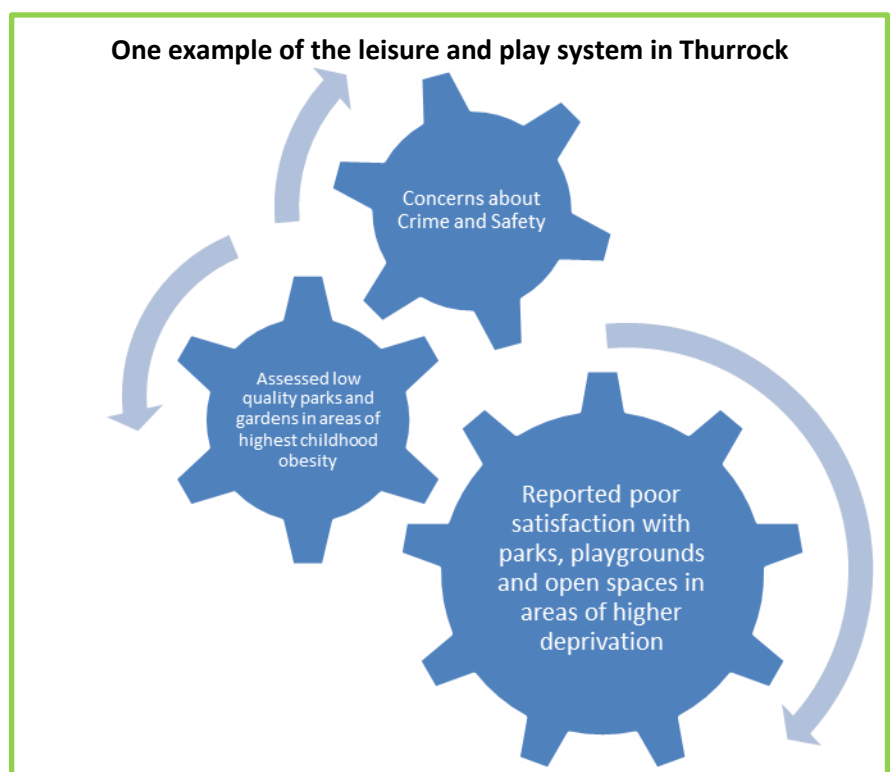 One example of the leisure and play system in Thurrock
Concerns about
Crime and Safety
Assessed low
quality parks and
gardens in areas of
highest childhood
obesity
Reported poor
satisfaction with
parks, playgrounds
and open spaces in
areas of higher
deprivation